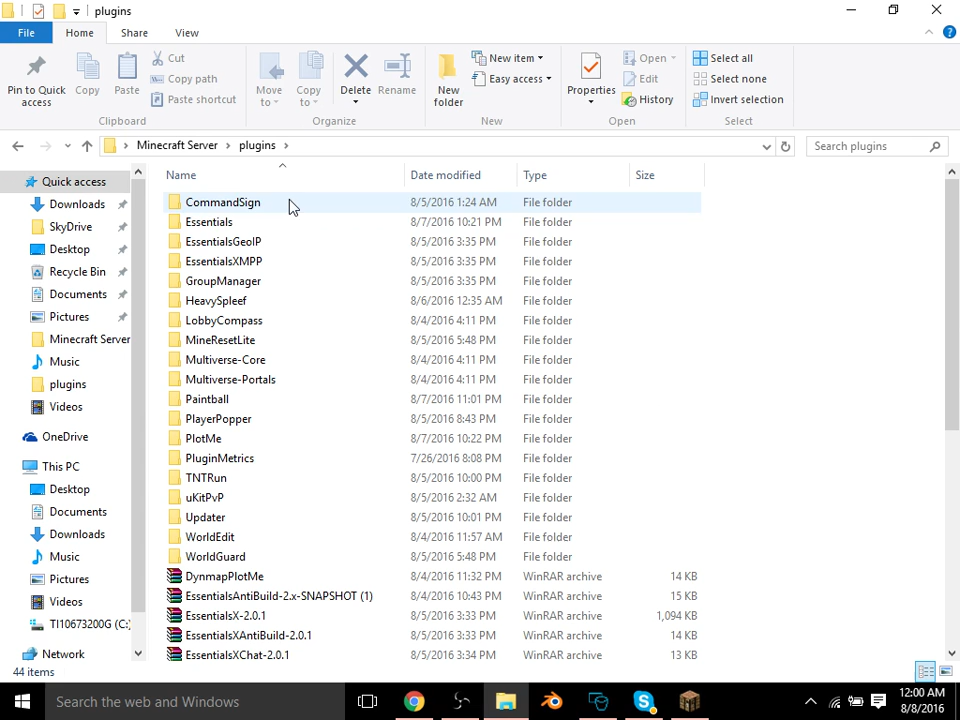 plugins
File Home Share View
Pin to Quick access
Copy
Paste
Cut
Copy path
Paste shortcut
Clipboard
Move to
Copy to
Delete
Rename
Organize
New folder
New item
Easy access
New
Properties
Open
Edit
History
Open
Select all
Select none
Invert selection
Select
Minecraft Server plugins
Search plugins
Name Date modified Type Size
Quick access
Downloads
SkyDrive
Desktop
Recycle Bin
Documents
Pictures
Minecraft Server
Music
plugins
Videos
OneDrive
This PC
Desktop
Documents
Downloads
Music
Pictures
Videos
TI10673200G (C:)
Network
CommandSign 8/5/2016 1:24 AM File folder
Essentials 8/7/2016 10:21 PM File folder
EssentialsGeoIP 8/5/2016 3:35 PM File folder
EssentialsXMPP 8/5/2016 3:35 PM File folder
GroupManager 8/5/2016 3:35 PM File folder
HeavySpleef 8/6/2016 12:35 AM File folder
LobbyCompass 8/4/2016 4:11 PM File folder
MineResetLite 8/5/2016 5:48 PM File folder
Multiverse-Core 8/4/2016 4:11 PM File folder
Multiverse-Portals 8/4/2016 4:11 PM File folder
Paintball 8/7/2016 11:01 PM File folder
PlayerPopper 8/5/2016 8:43 PM File folder
PlotMe 8/7/2016 10:22 PM File folder
PluginMetrics 7/26/2016 8:08 PM File folder
TNTRun 8/5/2016 10:00 PM File folder
uKitPvP 8/5/2016 2:32 AM File folder
Updater 8/5/2016 10:01 PM File folder
WorldEdit 8/4/2016 11:57 AM File folder
WorldGuard 8/5/2016 5:48 PM File folder
DynmapPlotMe 8/4/2016 11:32 PM WinRAR archive 14 KB
EssentialsAntiBuild-2.x-SNAPSHOT (1) 8/4/2016 10:43 PM WinRAR archive 15 KB
EssentialsX-2.0.1 8/5/2016 3:33 PM WinRAR archive 1,094 KB
EssentialsXAntiBuild-2.0.1 8/5/2016 3:33 PM WinRAR archive 14 KB
EssentialsXChat-2.0.1 8/5/2016 3:34 PM WinRAR archive 13 KB
44 items
Search the web and Windows
12:00 AM
8/8/2016